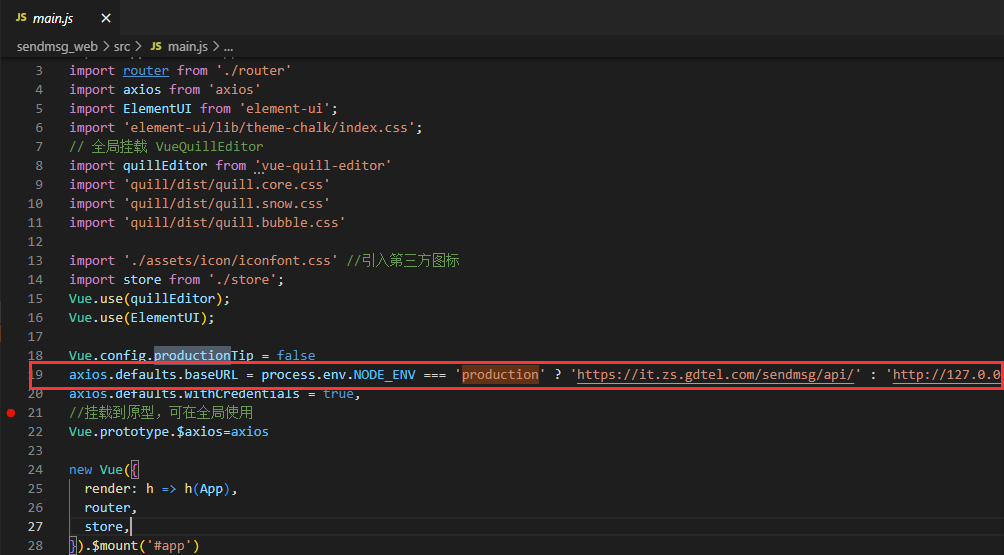 JS main.js ×
sendmsg_web > src > JS main.js > ...
3 import router from './router'
4 import axios from 'axios'
5 import ElementUI from 'element-ui';
6 import 'element-ui/lib/theme-chalk/index.css';
7 // 全局挂载 VueQuillEditor
8 import quillEditor from 'vue-quill-editor'
9 import 'quill/dist/quill.core.css'
10 import 'quill/dist/quill.snow.css'
11 import 'quill/dist/quill.bubble.css'
12
13 import './assets/icon/iconfont.css' //引入第三方图标
14 import store from './store';
15 Vue.use(quillEditor);
16 Vue.use(ElementUI);
17
18 Vue.config.productionTip = false
19 axios.defaults.baseURL = process.env.NODE_ENV === 'production' ? 'https://it.zs.gdtel.com/sendmsg/api/' : 'http://127.0.0
20 axios.defaults.withCredentials = true,
21 //挂载到原型，可在全局使用
22 Vue.prototype.$axios=axios
23
24 new Vue({
25 render: h => h(App),
26 router,
27 store,
28 }).$mount('#app')